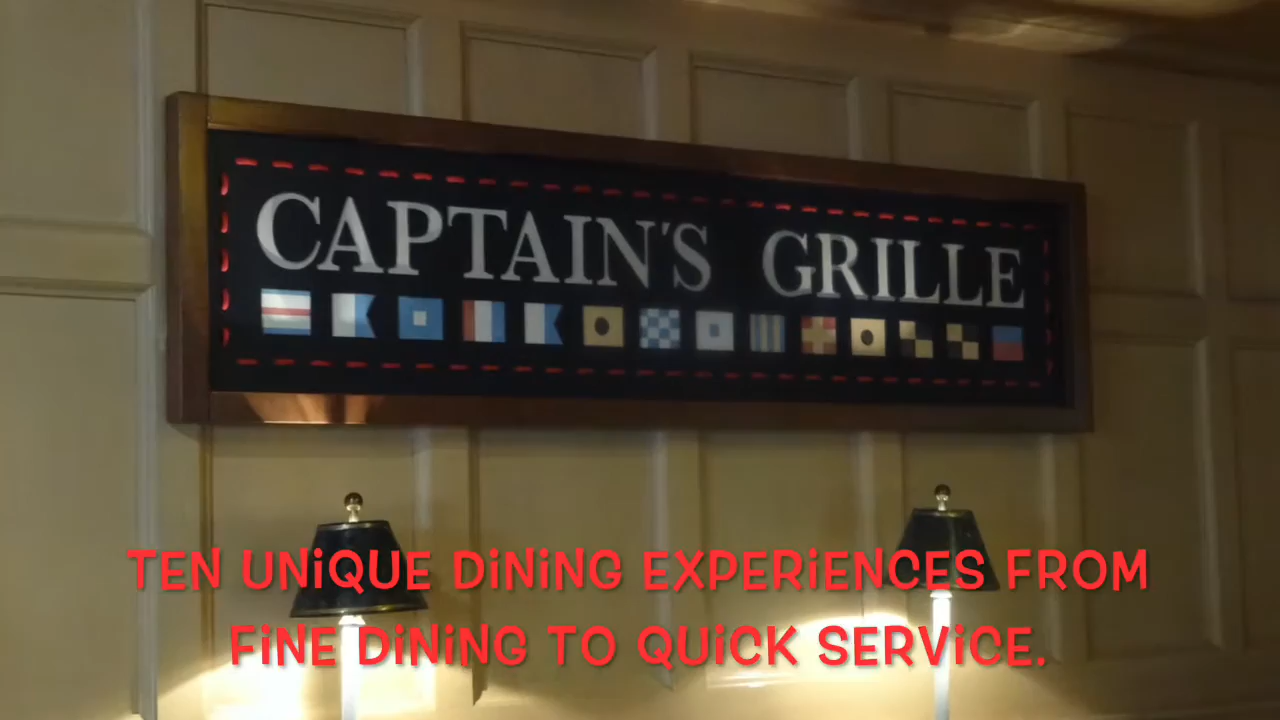 CAPTAIN'S GRILLE
TEN UNiQUE DiNiNG EXPERiENCES FROM
FiNE DiNiNG TO QUiCK SERViCE.